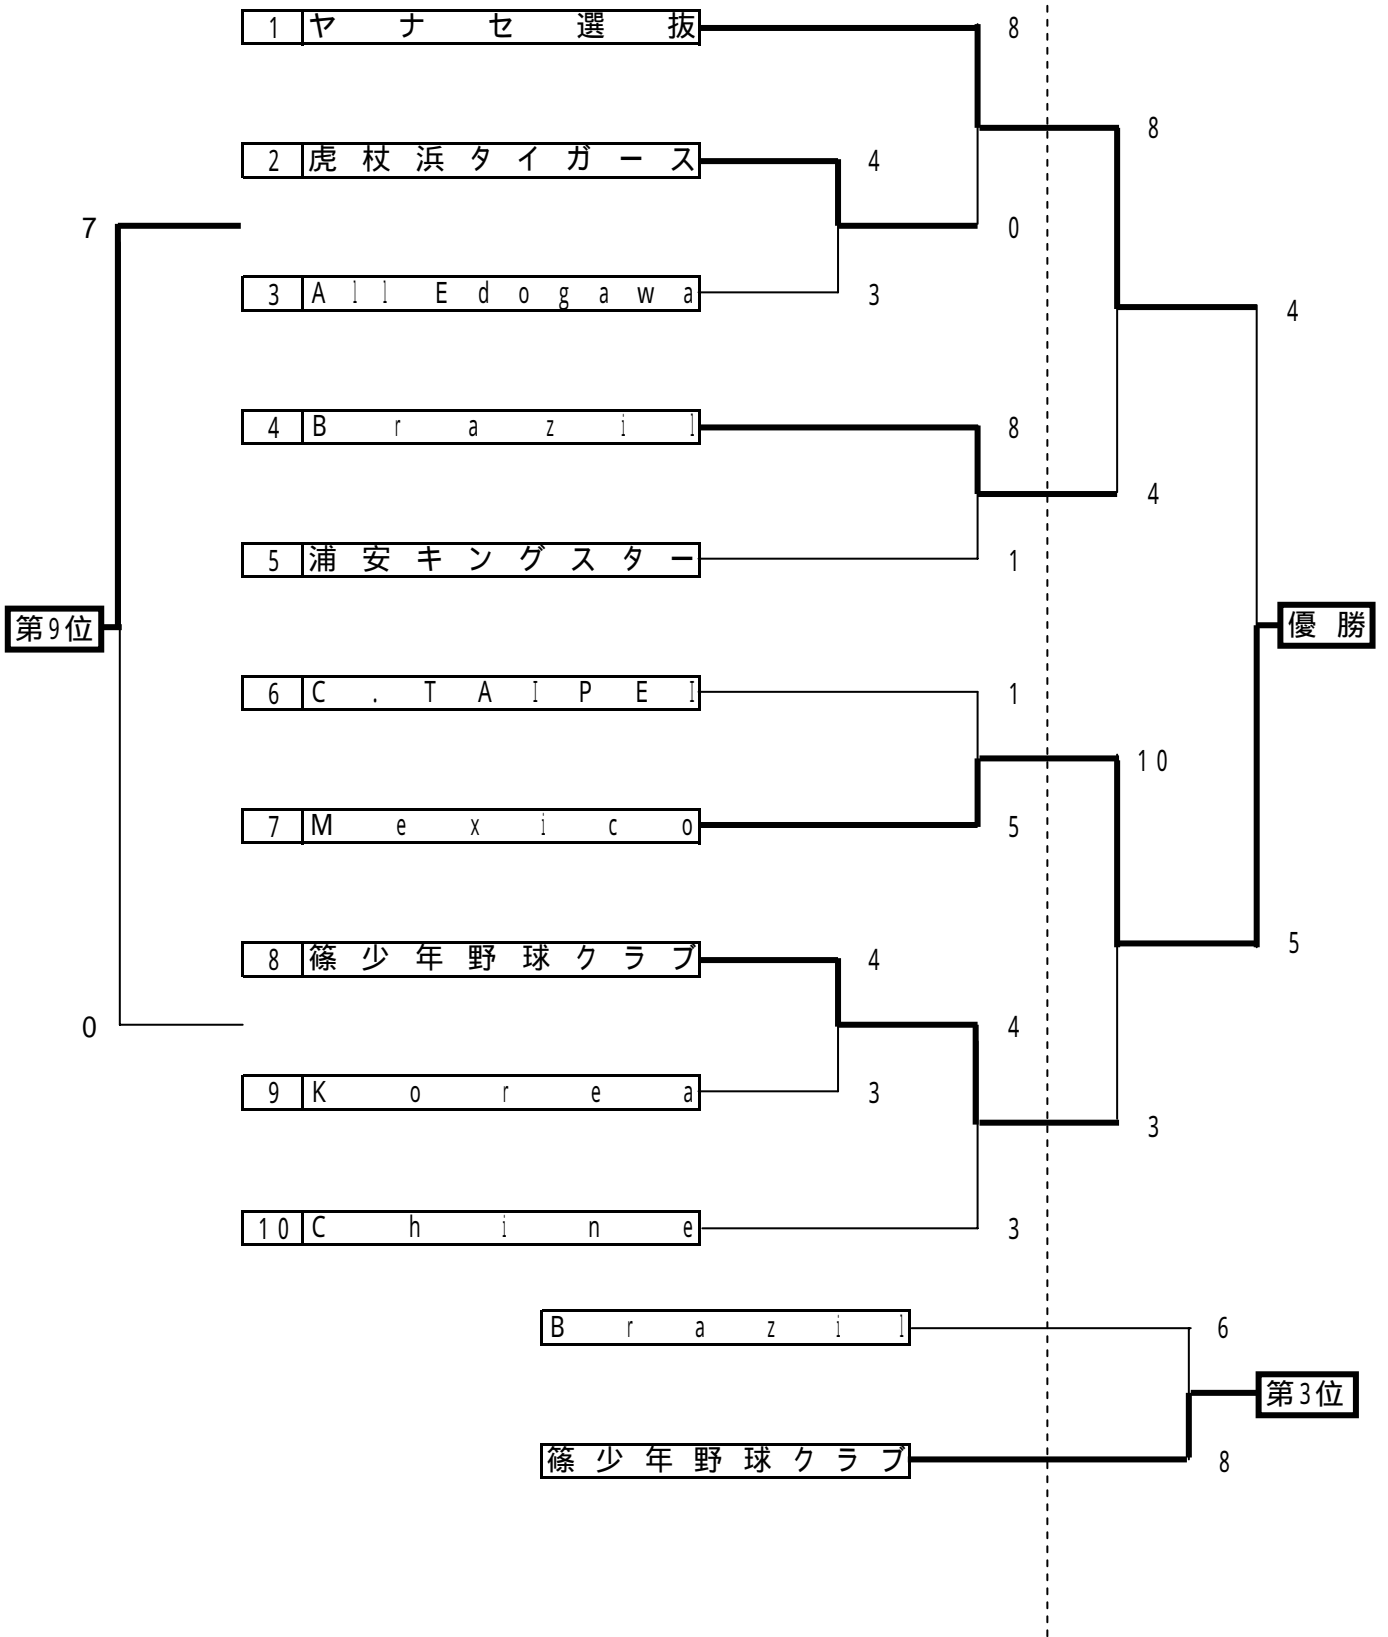 1 ヤナセ選抜 8
8
2 虎杖浜タイガース 4
7 0
3 All Edogawa 3
4
4 Brazil 8
4
5 浦安キングスター 1
第9位 優勝
6 C.TAIPEI 1
10
7 Mexico 5
5
8 篠少年野球クラブ 4
0 4
9 Korea 3
3
10 Chine 3
Brazil 6
第3位
篠少年野球クラブ 8